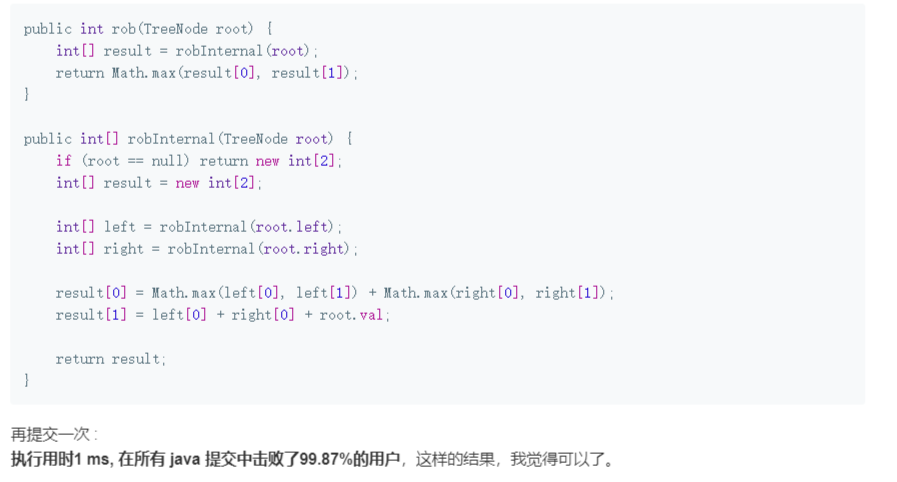 public int rob(TreeNode root) {
    int[] result = robInternal(root);
    return Math.max(result[0], result[1]);
}
public int[] robInternal(TreeNode root) {
    if (root == null) return new int[2];
    int[] result = new int[2];
    int[] left = robInternal(root.left);
    int[] right = robInternal(root.right);
    result[0] = Math.max(left[0], left[1]) + Math.max(right[0], right[1]);
    result[1] = left[0] + right[0] + root.val;
    return result;
}
再提交一次 :
执行用时1 ms, 在所有 java 提交中击败了99.87%的用户，这样的结果，我觉得可以了。